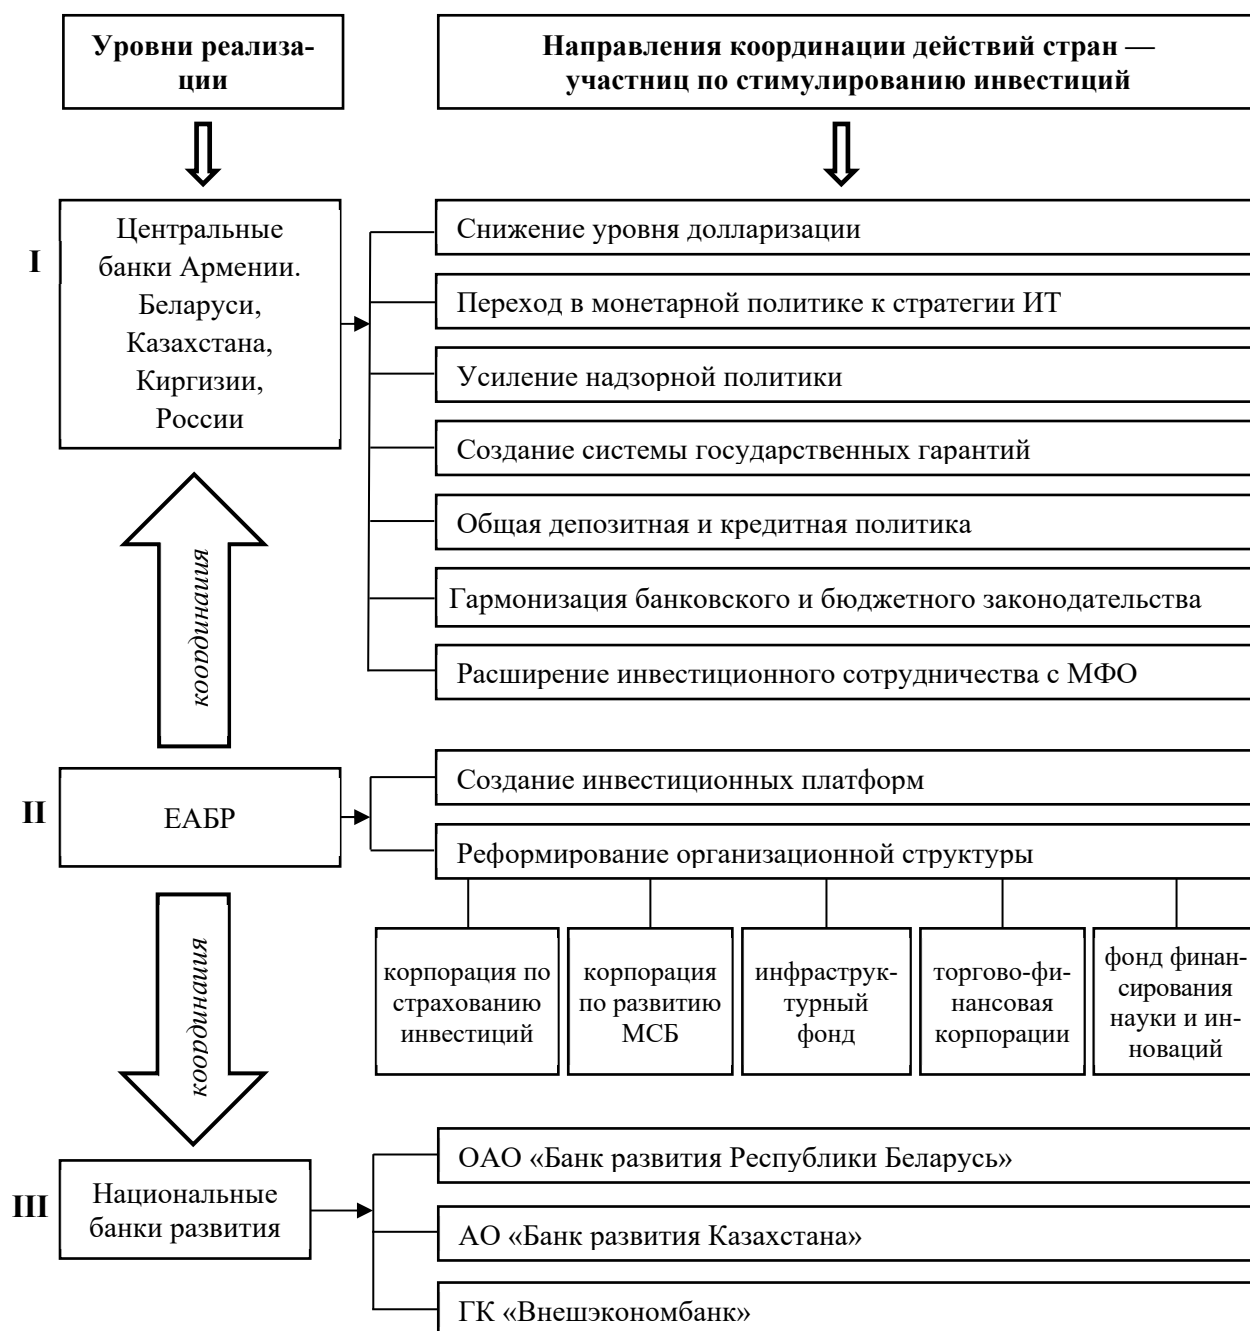 Уровни реализа-
ции
Направления координации действий стран —
участниц по стимулированию инвестиций
I
Центральные
банки Армении.
Беларуси,
Казахстана,
Киргизии,
России
Снижение уровня долларизации
Переход в монетарной политике к стратегии ИТ
Усиление надзорной политики
Создание системы государственных гарантий
Общая депозитная и кредитная политика
Гармонизация банковского и бюджетного законодательства
Расширение инвестиционного сотрудничества с МФО
координация
II
ЕАБР
Создание инвестиционных платформ
Реформирование организационной структуры
корпорация по
страхованию
инвестиций
корпорация
по развитию
МСБ
инфраструк-
турный
фонд
торгово-фи-
нансовая
корпорации
фонд финан-
сирования
науки и ин-
новаций
координация
III
Национальные
банки развития
ОАО «Банк развития Республики Беларусь»
АО «Банк развития Казахстана»
ГК «Внешэкономбанк»